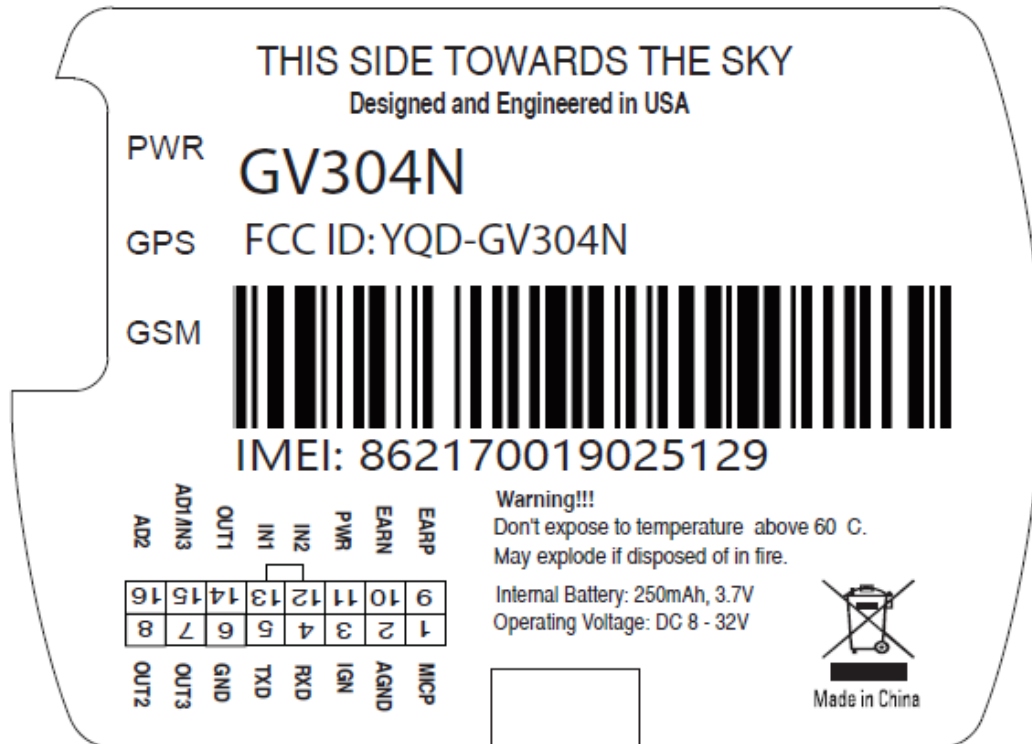 THIS SIDE TOWARDS THE SKY
Designed and Engineered in USA
PWR
GV304N
GPS
FCC ID: YQD-GV304N
GSM
IMEI: 862170019025129
AD2 AD1/IN3 OUT1 IN1 IN2 PWR EARN EARP
16 15 14 13 12 11 10 9
8 7 6 5 4 3 2 1
OUT2 OUT3 GND TXD RXD IGN AGND MICP
Warning!!!
Don't expose to temperature above 60 C.
May explode if disposed of in fire.
Internal Battery: 250mAh, 3.7V
Operating Voltage: DC 8 - 32V
Made in China